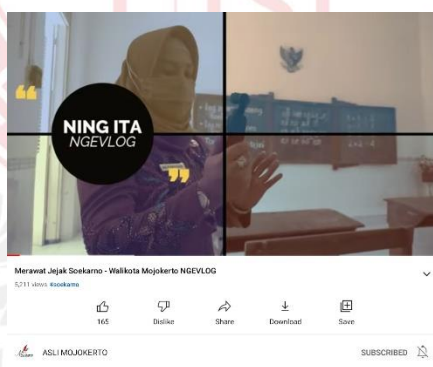 NING ITA
NGEVLOG
Merawat Jejak Soekarno - Walikota Mojokerto NGEVLOG
5,211 views #soekarno
165
Dislike
Share
Download
Save
ASLI MOJOKERTO
SUBSCRIBED